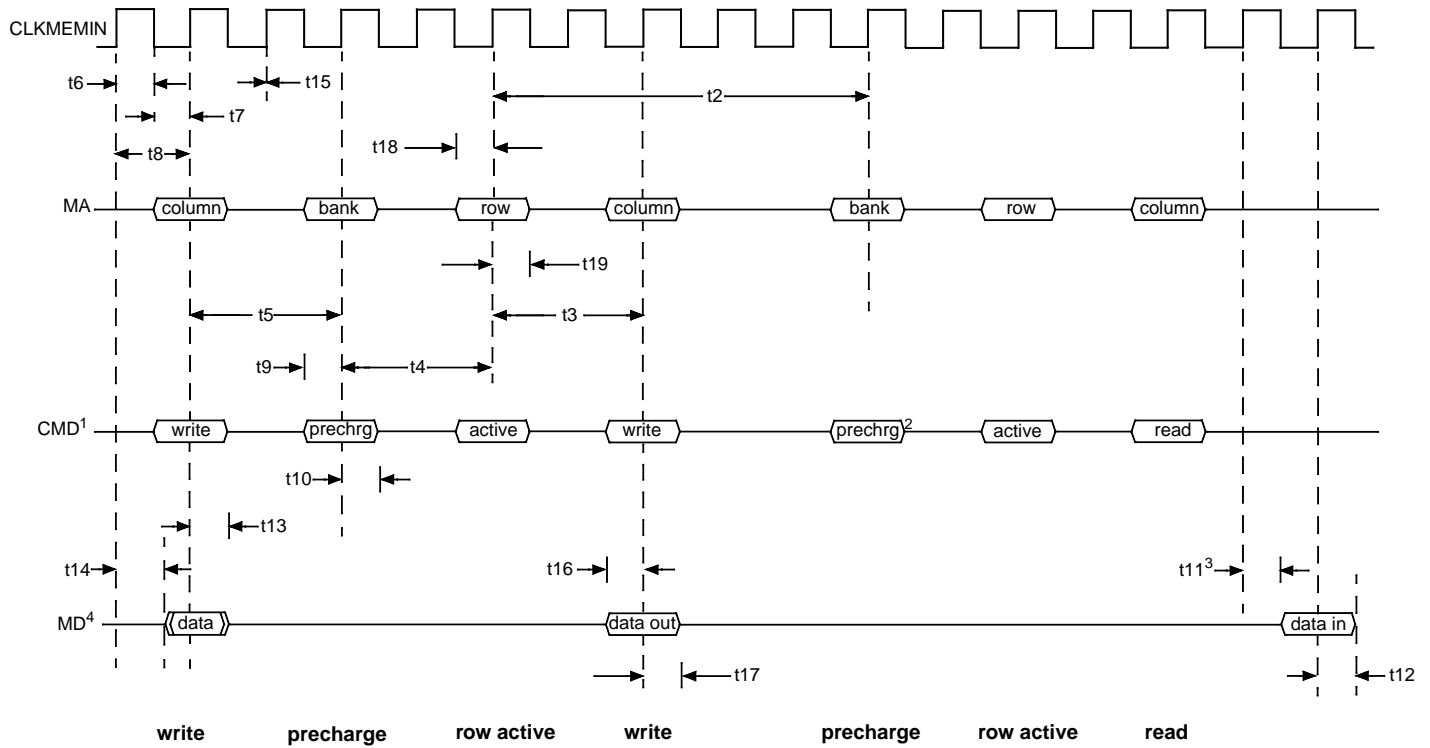 CLKMEMIN
t6
t15
t2
t7
t18
t8
MA column bank row column bank row column
t19
t5 t3
t9 t4
CMD1 write prechrg active write prechrg2 active read
t10
t13
t14 t16 t113
MD4 data data out data in
t17 t12
write precharge row active write precharge row active read